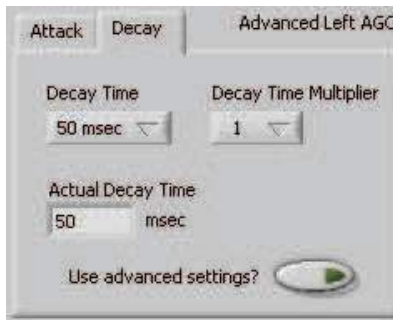 Attack Decay Advanced Left AGC
Decay Time Decay Time Multiplier
50 msec 1
Actual Decay Time
50 msec
Use advanced settings?